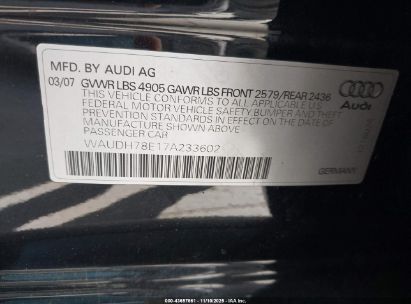 MFD. BY AUDI AG
03/07 GVWR LBS 4905 GAWR LBS FRONT 2579/REAR 2436
THIS VEHICLE CONFORMS TO ALL APPLICABLE
FEDERAL MOTOR VEHICLE SAFETY BUMPER AND THEFT
PREVENTION STANDARDS IN EFFECT ON THE DATE OF
MANUFACTURE SHOWN ABOVE
PASSENGER CAR
WAUDH78E17A233602
Audi
GERMANY